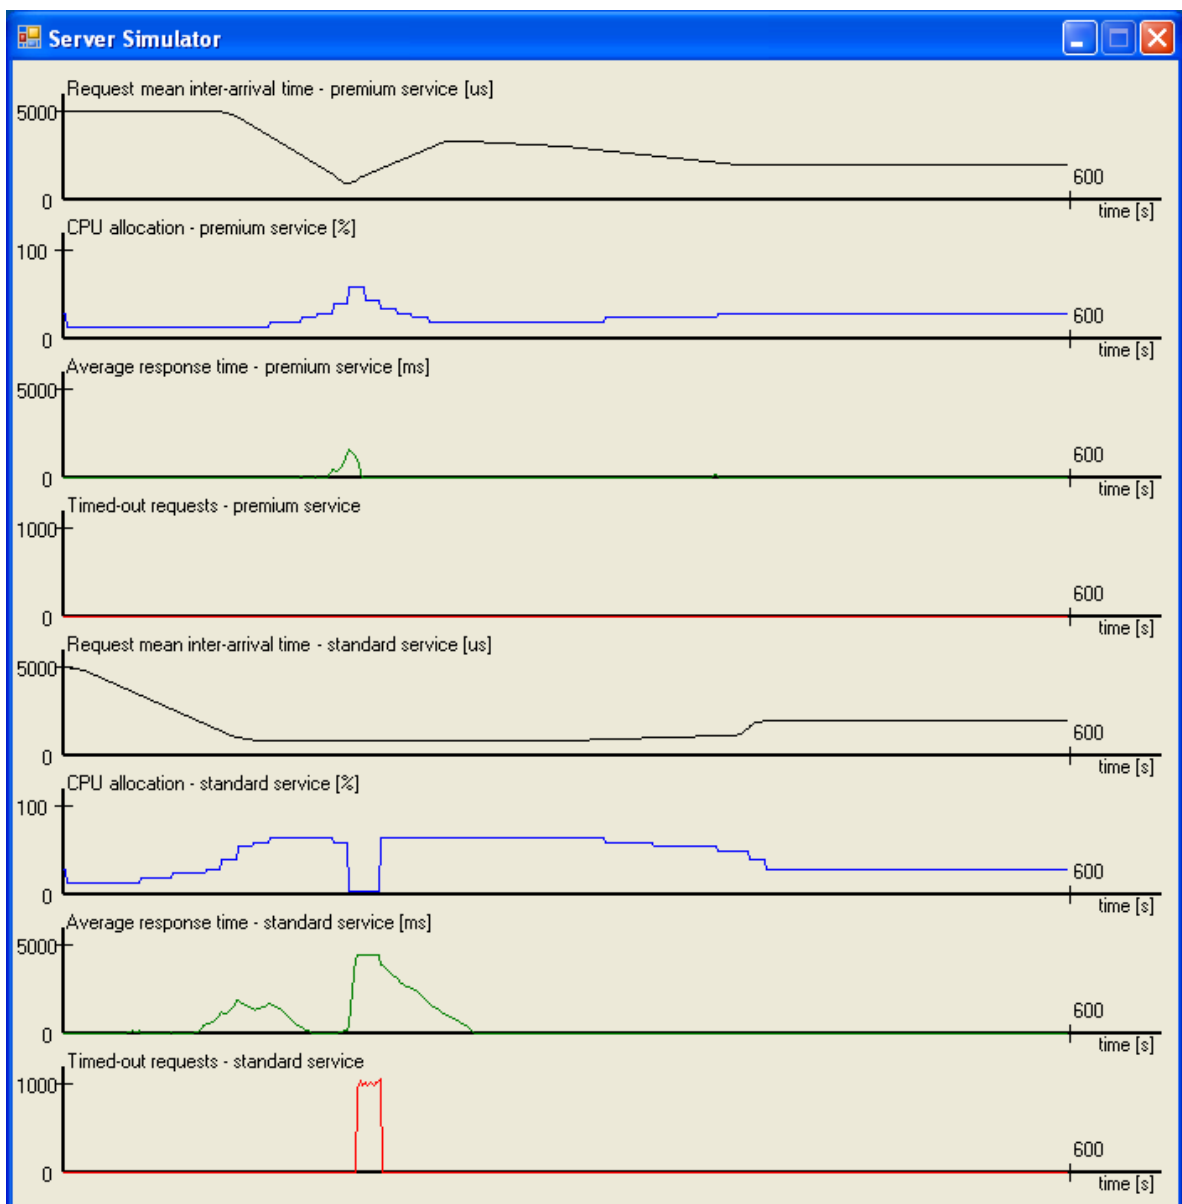 Server Simulator
Request mean inter-arrival time - premium service [us]
5000
0
600
time [s]
CPU allocation - premium service [%]
100
0
600
time [s]
Average response time - premium service [ms]
5000
0
600
time [s]
Timed-out requests - premium service
1000
0
600
time [s]
Request mean inter-arrival time - standard service [us]
5000
0
600
time [s]
CPU allocation - standard service [%]
100
0
600
time [s]
Average response time - standard service [ms]
5000
0
600
time [s]
Timed-out requests - standard service
1000
0
600
time [s]